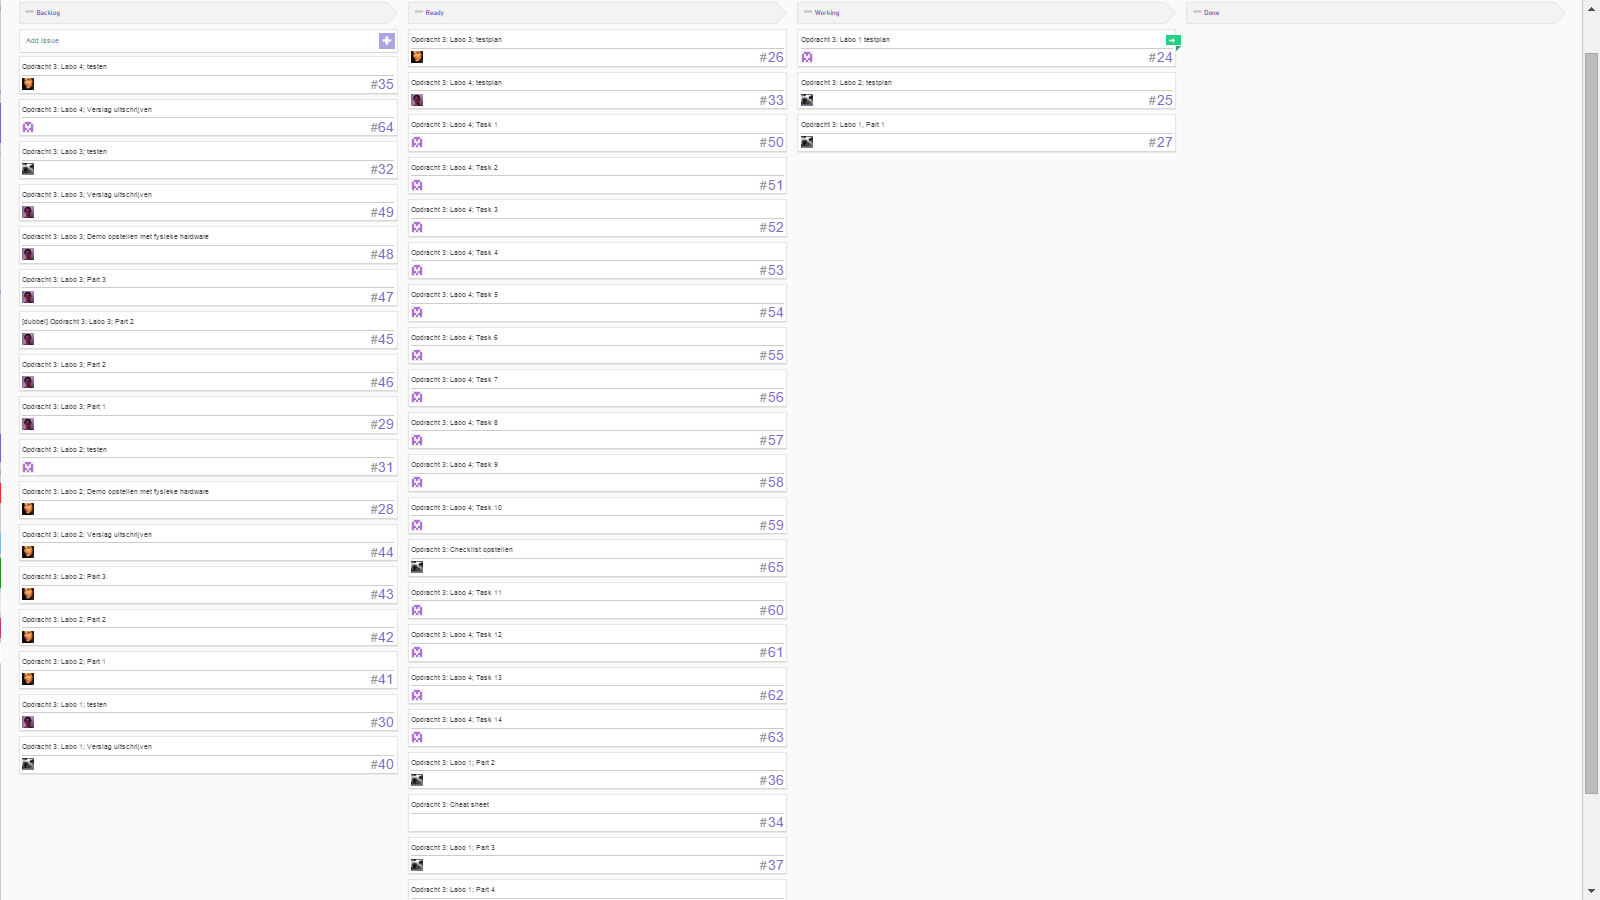 Backlog
Add issue
Opdracht 3: Labo 4; testen
#35
Opdracht 3: Labo 4; Verslag uitschrijven
#64
Opdracht 3: Labo 3; testen
#32
Opdracht 3: Labo 3; Verslag uitschrijven
#49
Opdracht 3: Labo 3; Demo opstellen met fysieke hardware
#48
Opdracht 3: Labo 3; Part 3
#47
[dubbel] Opdracht 3: Labo 3; Part 2
#45
Opdracht 3: Labo 3; Part 2
#46
Opdracht 3: Labo 3; Part 1
#29
Opdracht 3: Labo 2; testen
#31
Opdracht 3: Labo 2; Demo opstellen met fysieke hardware
#28
Opdracht 3: Labo 2; Verslag uitschrijven
#44
Opdracht 3: Labo 2; Part 3
#43
Opdracht 3: Labo 2; Part 2
#42
Opdracht 3: Labo 2; Part 1
#41
Opdracht 3: Labo 1; testen
#30
Opdracht 3: Labo 1; Verslag uitschrijven
#40
Ready
Opdracht 3: Labo 3; testplan
#26
Opdracht 3: Labo 4; testplan
#33
Opdracht 3: Labo 4; Task 1
#50
Opdracht 3: Labo 4; Task 2
#51
Opdracht 3: Labo 4; Task 3
#52
Opdracht 3: Labo 4; Task 4
#53
Opdracht 3: Labo 4; Task 5
#54
Opdracht 3: Labo 4; Task 6
#55
Opdracht 3: Labo 4; Task 7
#56
Opdracht 3: Labo 4; Task 8
#57
Opdracht 3: Labo 4; Task 9
#58
Opdracht 3: Labo 4; Task 10
#59
Opdracht 3: Checklist opstellen
#65
Opdracht 3: Labo 4; Task 11
#60
Opdracht 3: Labo 4; Task 12
#61
Opdracht 3: Labo 4; Task 13
#62
Opdracht 3: Labo 4; Task 14
#63
Opdracht 3: Labo 1; Part 2
#36
Opdracht 3: Cheat sheet
#34
Opdracht 3: Labo 1; Part 3
#37
Opdracht 3: Labo 1; Part 4
Working
Opdracht 3: Labo 1 testplan
#24
Opdracht 3: Labo 2; testplan
#25
Opdracht 3: Labo 1, Part 1
#27
Done